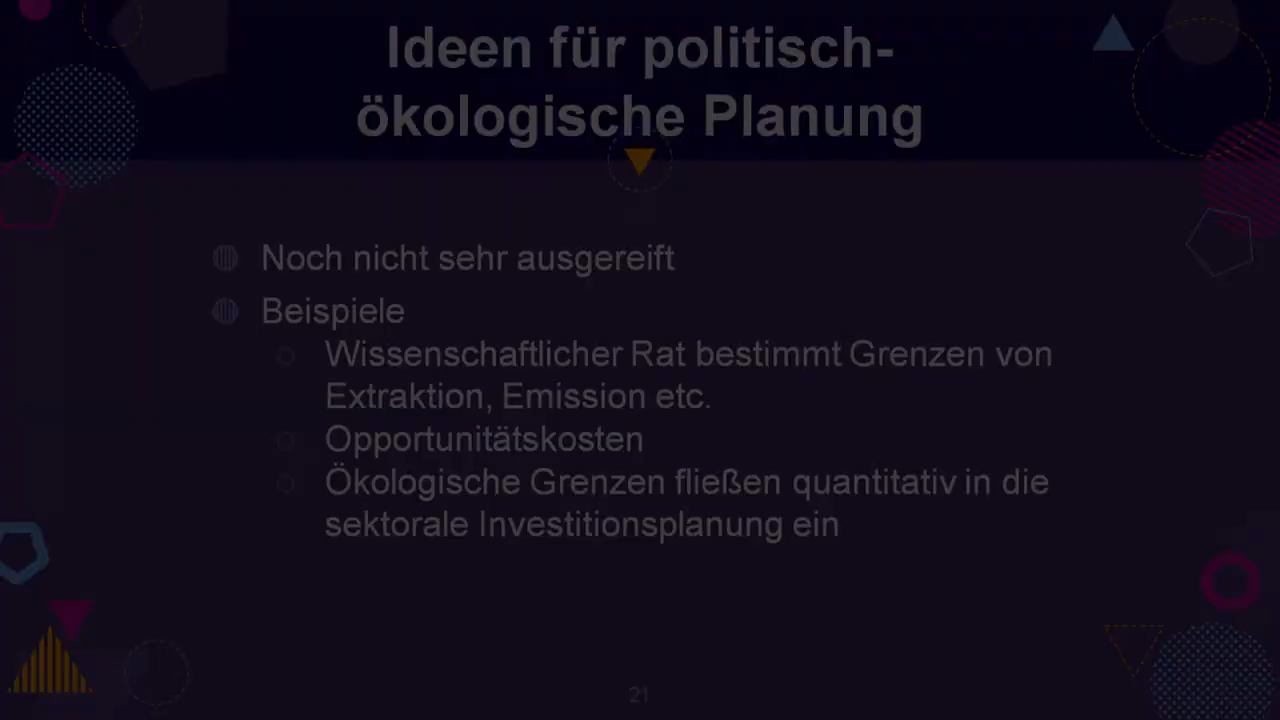 Ideen für politisch-
ökologische Planung
Noch nicht sehr ausgereift
Beispiele
Wissenschaftlicher Rat bestimmt Grenzen von
Extraktion, Emission etc.
Opportunitätskosten
Ökologische Grenzen fließen quantitativ in die
sektorale Investitionsplanung ein
21